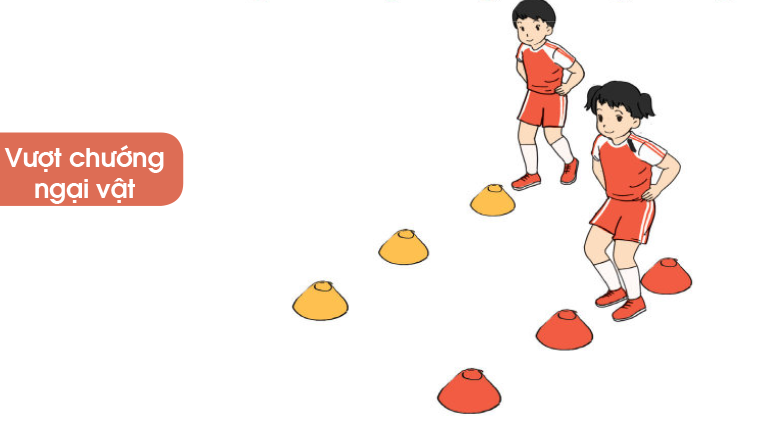 Vượt chướng
ngại vật